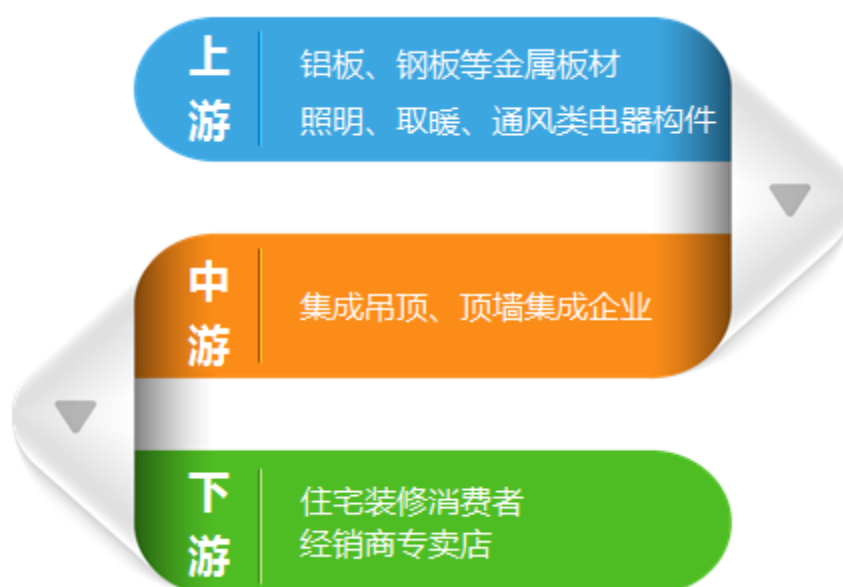 上游
铝板、钢板等金属板材
照明、取暖、通风类电器构件
中游
集成吊顶、顶墙集成企业
下游
住宅装修消费者
经销商专卖店